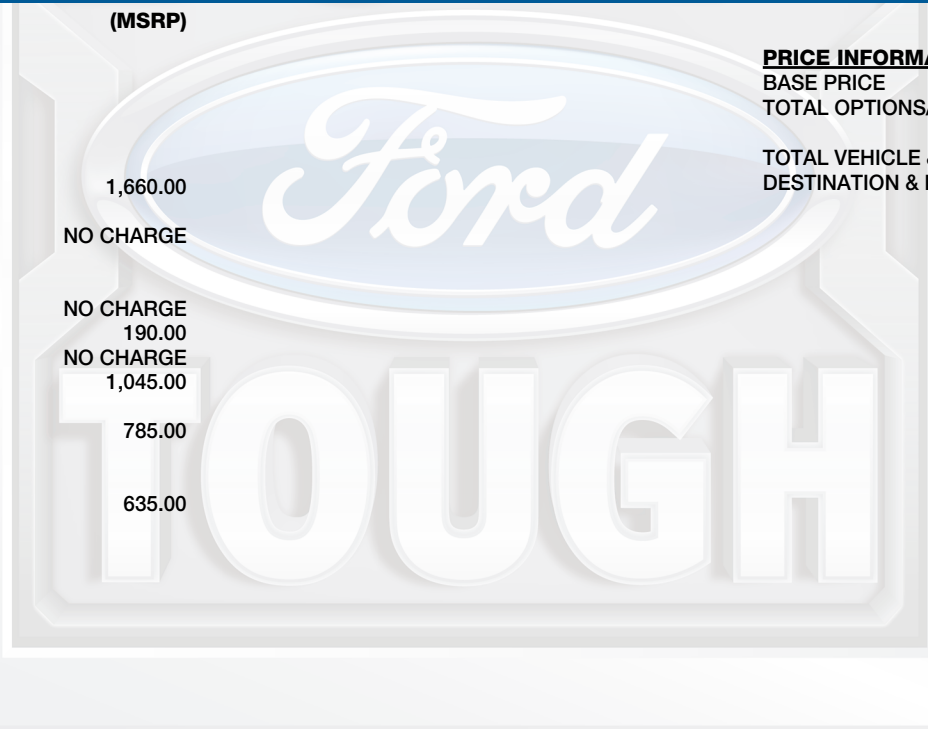 (MSRP)
1,660.00
NO CHARGE
NO CHARGE
190.00
NO CHARGE
1,045.00
785.00
635.00
PRICE INFORMA
BASE PRICE
TOTAL OPTIONS/
TOTAL VEHICLE &
DESTINATION &
Ford
TOUGH